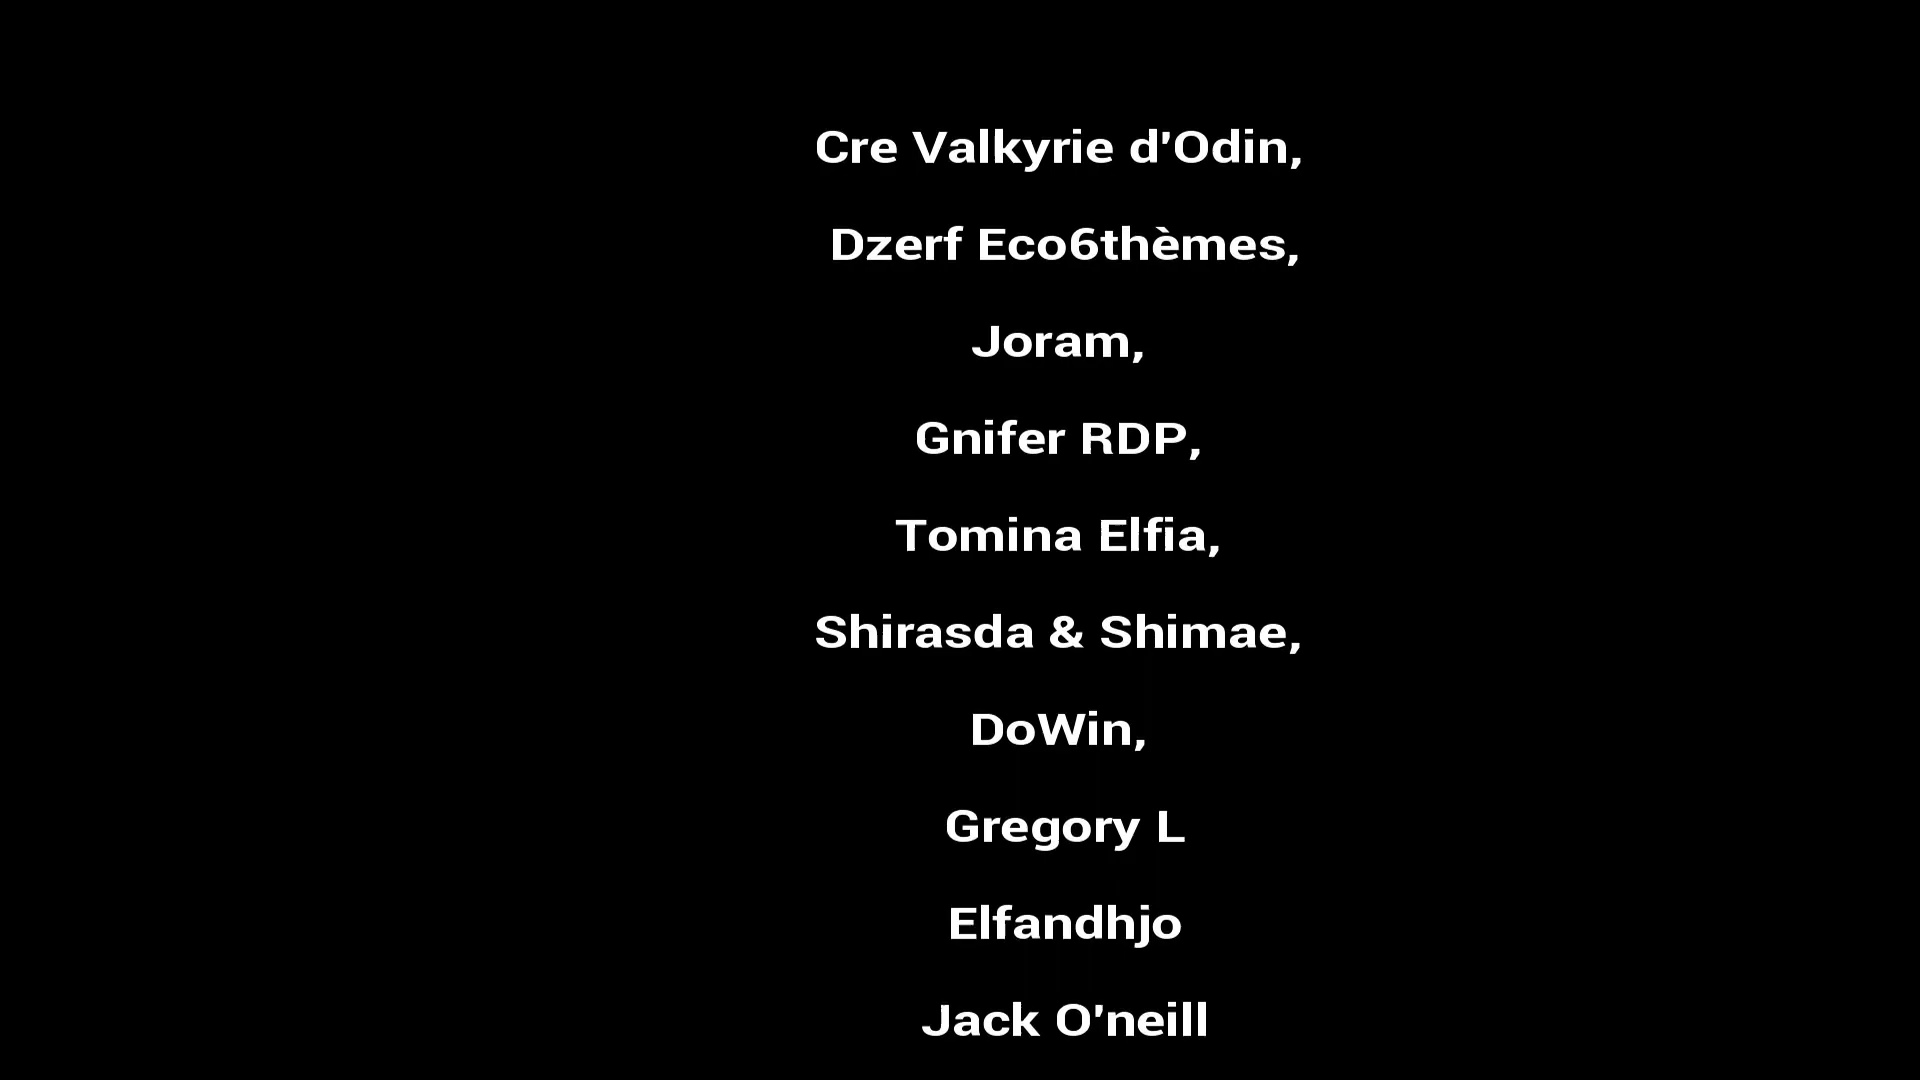 Cre Valkyrie d'Odin,
Dzerf Eco6thèmes,
Joram,
Gnifer RDP,
Tomina Elfia,
Shirasda & Shimae,
DoWin,
Gregory L
Elfandhjo
Jack O'neill